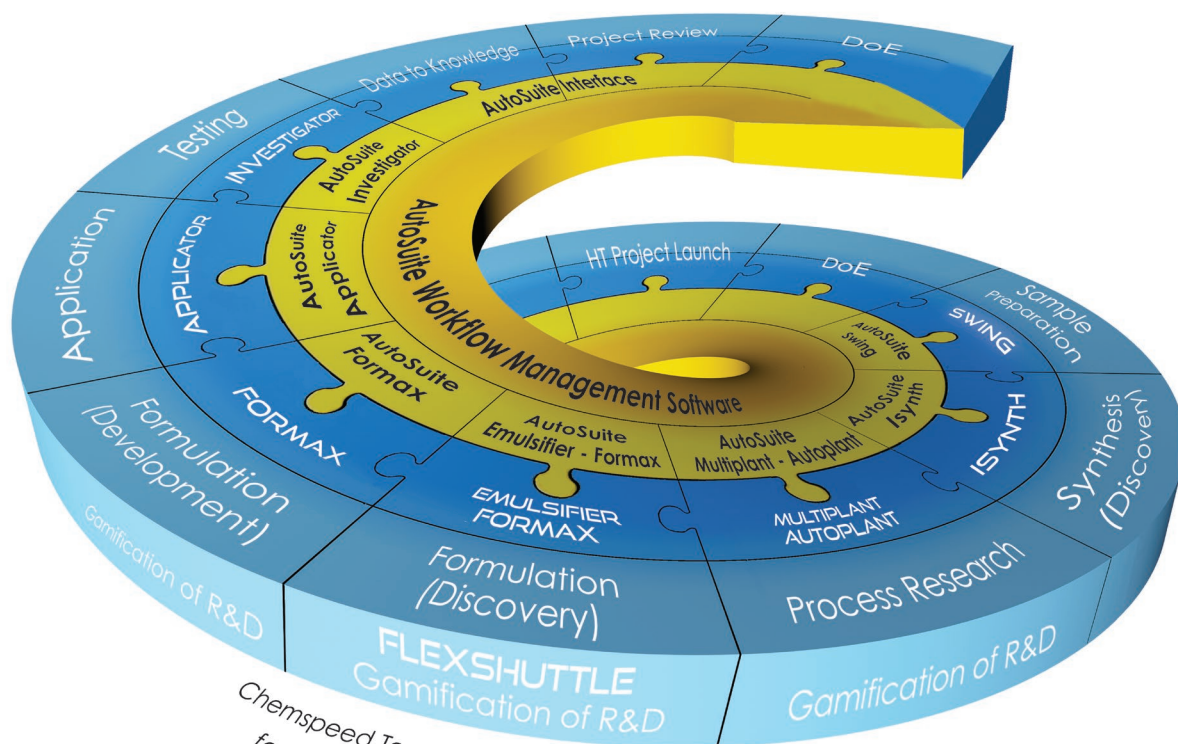 Project Review
DoE
Data to Knowledge
AutoSuite Interface
Testing
INVESTIGATOR
AutoSuite
Investigator
Application
APPLICATOR
AutoSuite
Applicator
AutoSuite Workflow Management Software
HT Project Launch
DoE
Sample
Preparation
SWING
AutoSuite
Swing
Synthesis
(Discovery)
ISYNTH
AutoSuite
Isynth
Process Research
MULTIPLANT
AUTOPLANT
AutoSuite
Multiplant - Autoplant
Formulation
(Discovery)
EMULSIFIER
FORMAX
AutoSuite
Emulsifier - Formax
Formulation
(Development)
FORMAX
AutoSuite
Formax
Gamification of R&D
FLEXSHUTTLE
Gamification of R&D
Gamification of R&D
Chemspeed